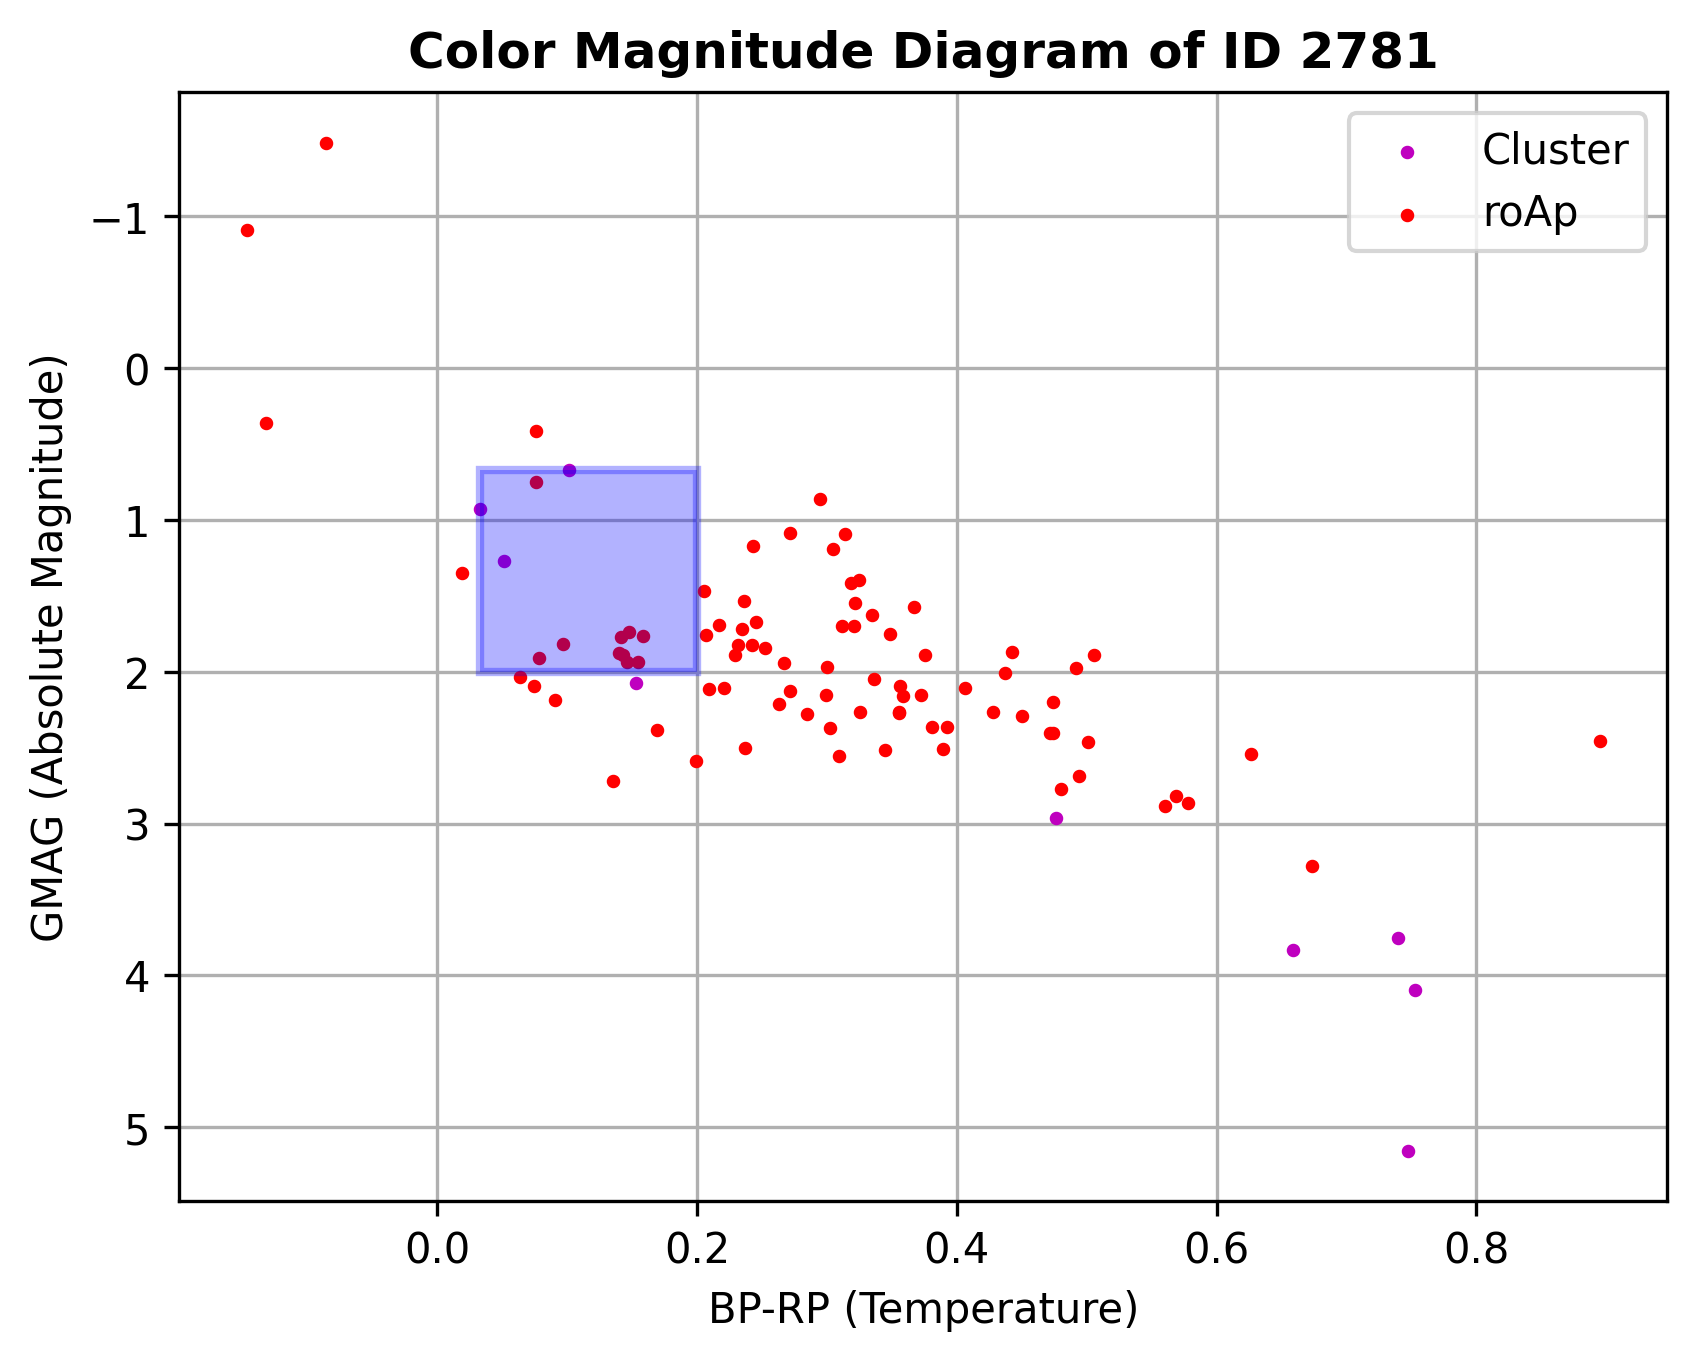 Color Magnitude Diagram of ID 2781
Cluster
roAp
GMAG (Absolute Magnitude)
−1
0
1
2
3
4
5
0.0 0.2 0.4 0.6 0.8
BP-RP (Temperature)